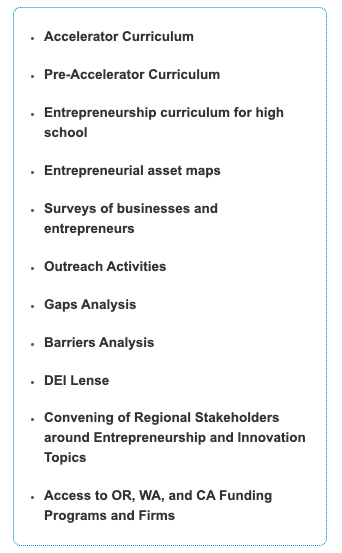 Accelerator Curriculum
Pre-Accelerator Curriculum
Entrepreneurship curriculum for high
school
Entrepreneurial asset maps
Surveys of businesses and
entrepreneurs
Outreach Activities
Gaps Analysis
Barriers Analysis
DEI Lense
Convening of Regional Stakeholders
around Entrepreneurship and Innovation
Topics
Access to OR, WA, and CA Funding
Programs and Firms